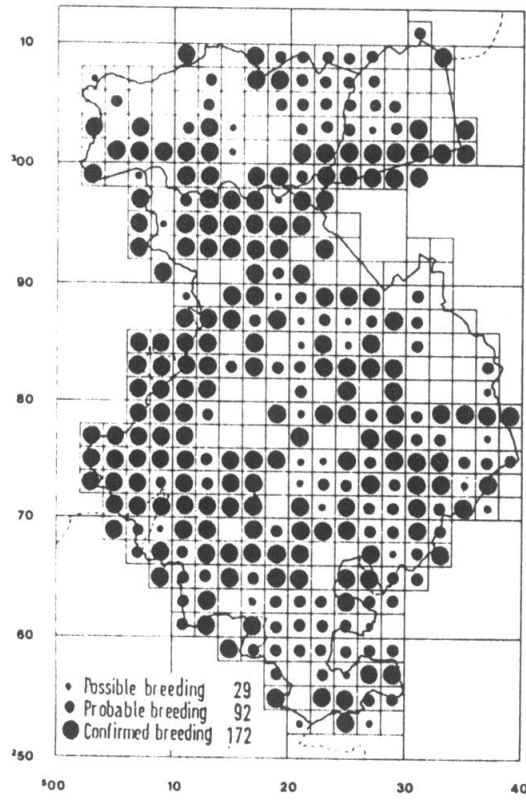 10
³00
90
80
70
60
²50
• Possible breeding 29
● Probable breeding 92
● Confirmed breeding 172
⁵00 10 20 30 40